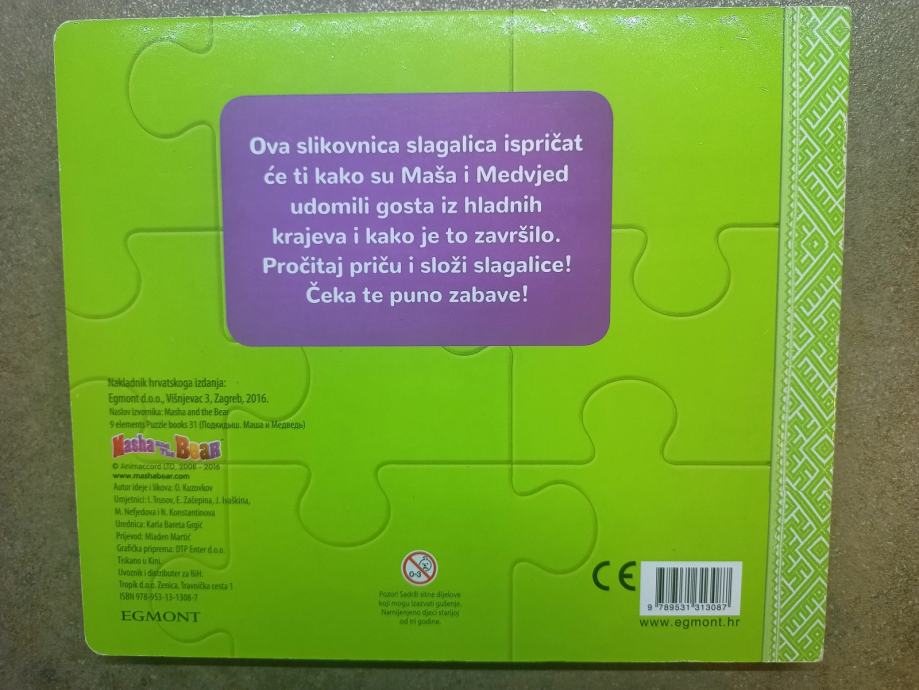 Ova slikovnica slagalica ispričat
će ti kako su Maša i Medvjed
udomili gosta iz hladnih
krajeva i kako je to završilo.
Pročitaj priču i složi slagalice!
Čeka te puno zabave!
Nakladnik hrvatskoga izdanja:
Egmont d.o.o., Višnjevac 3, Zagreb, 2016.
Naslov izvornika: Masha and the Bear
9 elements Puzzle books 31 (Подкидыш. Маша и Медведь)
Masha and The Bear
© Animaccord LTD, 2008 - 2016
www.mashabear.com
Autor ideje i likova: O. Kuzovkov
Umjetnici: I. Trusov, E. Začepina, J. Ivaškina,
M. Nefjedova i N. Konstantinova
Urednica: Karla Bareta Grgić
Prijevod: Mladen Martić
Grafička priprema: DTP Enter d.o.o.
Tiskano u Kini
Uvoznik i distributer za BiH:
Tropik d.o.o. Zenica, Travnička cesta 1
ISBN 978-953-13-1308-7
EGMONT
0-3
Pozor! Sadrži sitne dijelove
koji mogu izazvati gušenje.
Namijenjeno djeci starijoj
od tri godine.
CE
9 789531 313087
www.egmont.hr